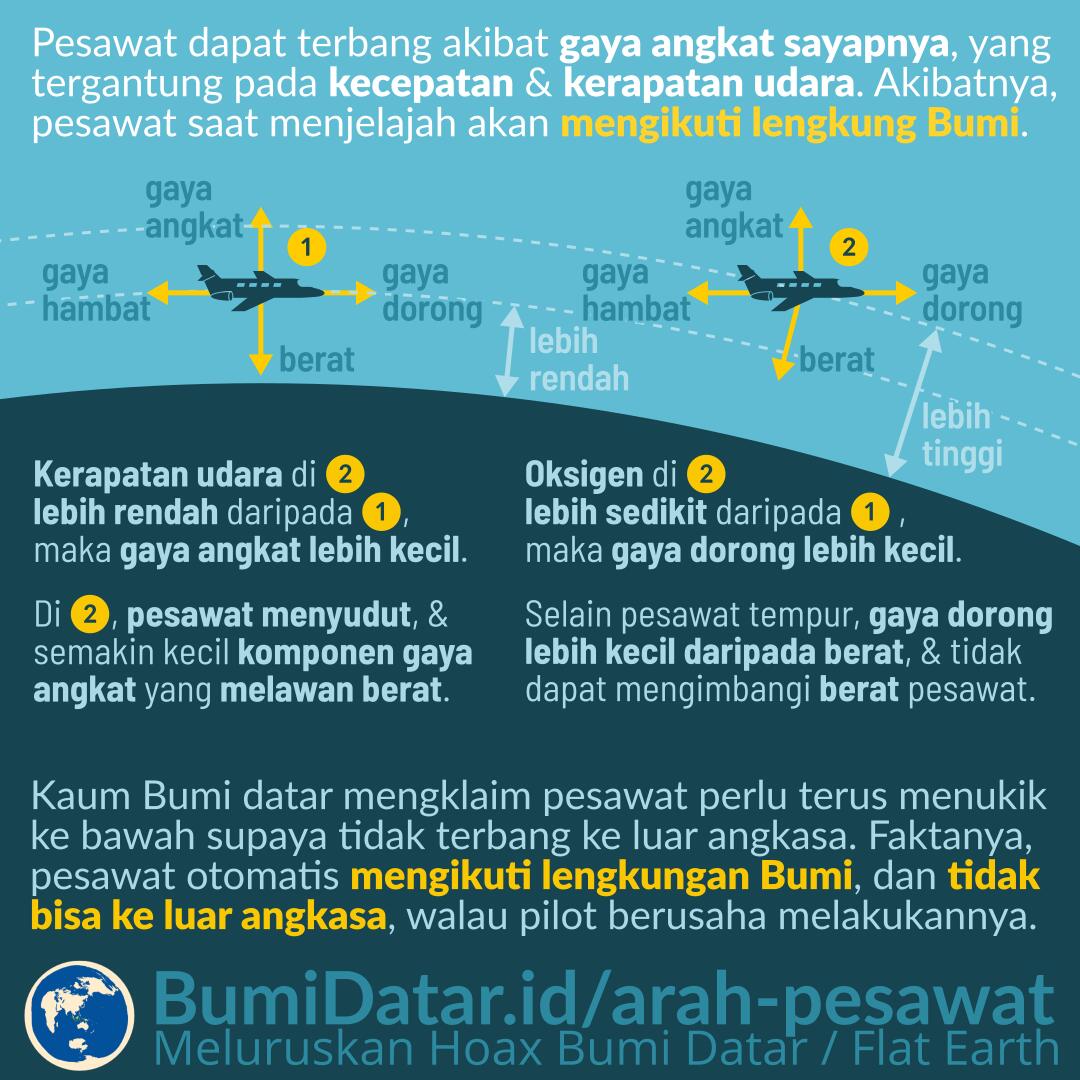 Pesawat dapat terbang akibat gaya angkat sayapnya, yang
tergantung pada kecepatan & kerapatan udara. Akibatnya,
pesawat saat menjelajah akan mengikuti lengkung Bumi.
gaya
angkat
1
gaya
hambat
gaya
dorong
berat
lebih
rendah
gaya
angkat
2
gaya
hambat
gaya
dorong
berat
lebih
tinggi
Kerapatan udara di 2
lebih rendah daripada 1,
maka gaya angkat lebih kecil.
Di 2, pesawat menyudut, &
semakin kecil komponen gaya
angkat yang melawan berat.
Oksigen di 2
lebih sedikit daripada 1 ,
maka gaya dorong lebih kecil.
Selain pesawat tempur, gaya dorong
lebih kecil daripada berat, & tidak
dapat mengimbangi berat pesawat.
Kaum Bumi datar mengklaim pesawat perlu terus menukik
ke bawah supaya tidak terbang ke luar angkasa. Faktanya,
pesawat otomatis mengikuti lengkungan Bumi, dan tidak
bisa ke luar angkasa, walau pilot berusaha melakukannya.
BumiDatar.id/arah-pesawat
Meluruskan Hoax Bumi Datar / Flat Earth